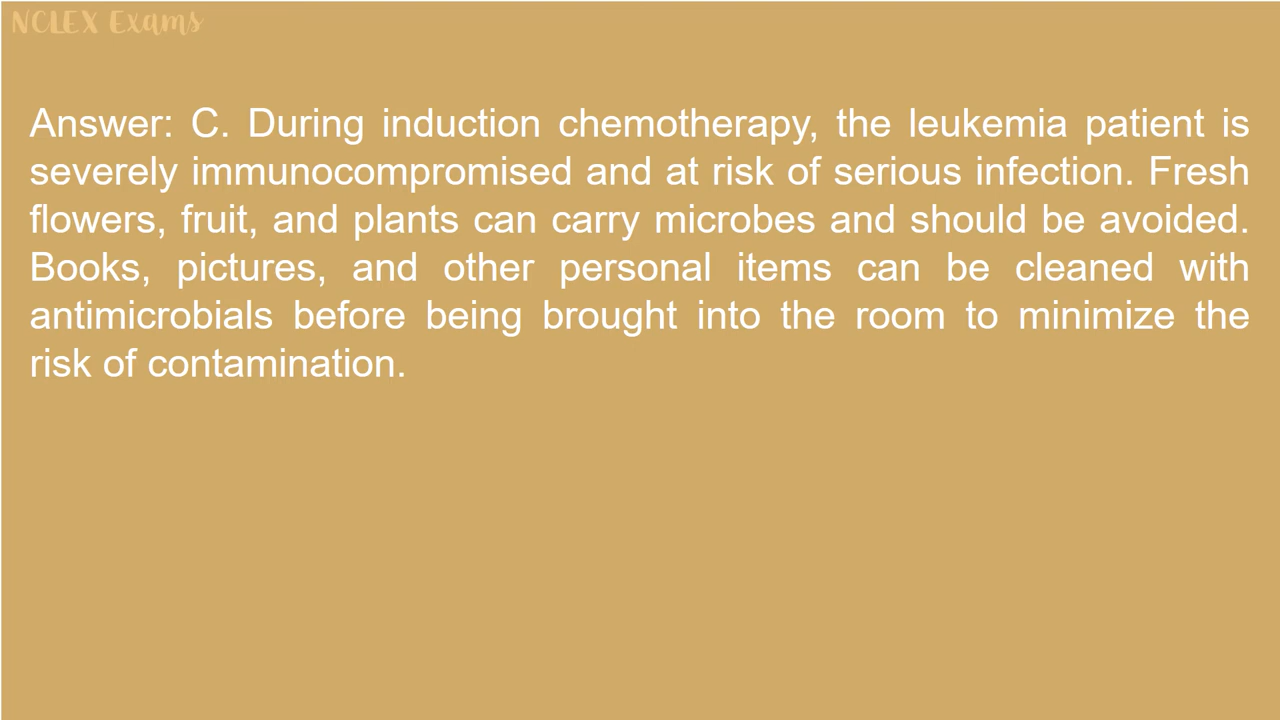 NCLEX Exams
Answer: C. During induction chemotherapy, the leukemia patient is
severely immunocompromised and at risk of serious infection. Fresh
flowers, fruit, and plants can carry microbes and should be avoided.
Books, pictures, and other personal items can be cleaned with
antimicrobials before being brought into the room to minimize the
risk of contamination.